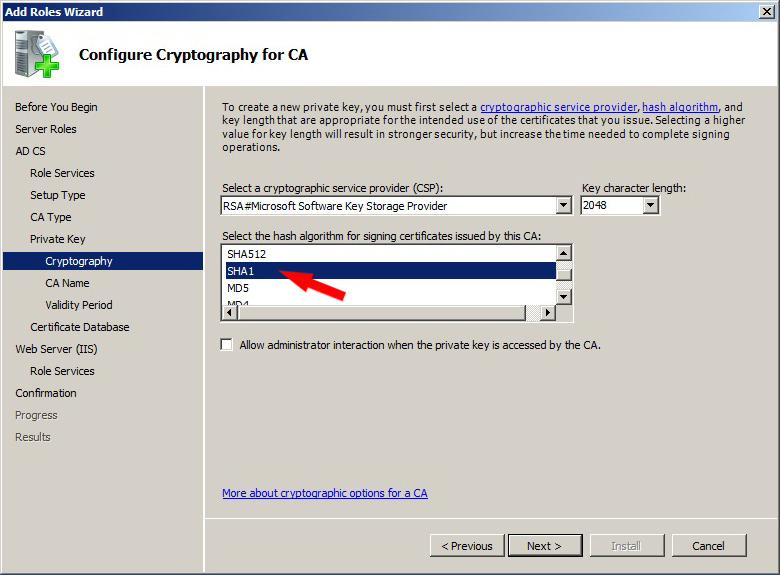 Add Roles Wizard
Configure Cryptography for CA
Before You Begin
Server Roles
AD CS
Role Services
Setup Type
CA Type
Private Key
Cryptography
CA Name
Validity Period
Certificate Database
Web Server (IIS)
Role Services
Confirmation
Progress
Results
To create a new private key, you must first select a cryptographic service provider, hash algorithm, and
key length that are appropriate for the intended use of the certificates that you issue. Selecting a higher
value for key length will result in stronger security, but increase the time needed to complete signing
operations.
Select a cryptographic service provider (CSP):
Key character length:
RSA#Microsoft Software Key Storage Provider
2048
Select the hash algorithm for signing certificates issued by this CA:
SHA512
SHA1
MD5
MD4
Allow administrator interaction when the private key is accessed by the CA.
More about cryptographic options for a CA
< Previous
Next >
Install
Cancel